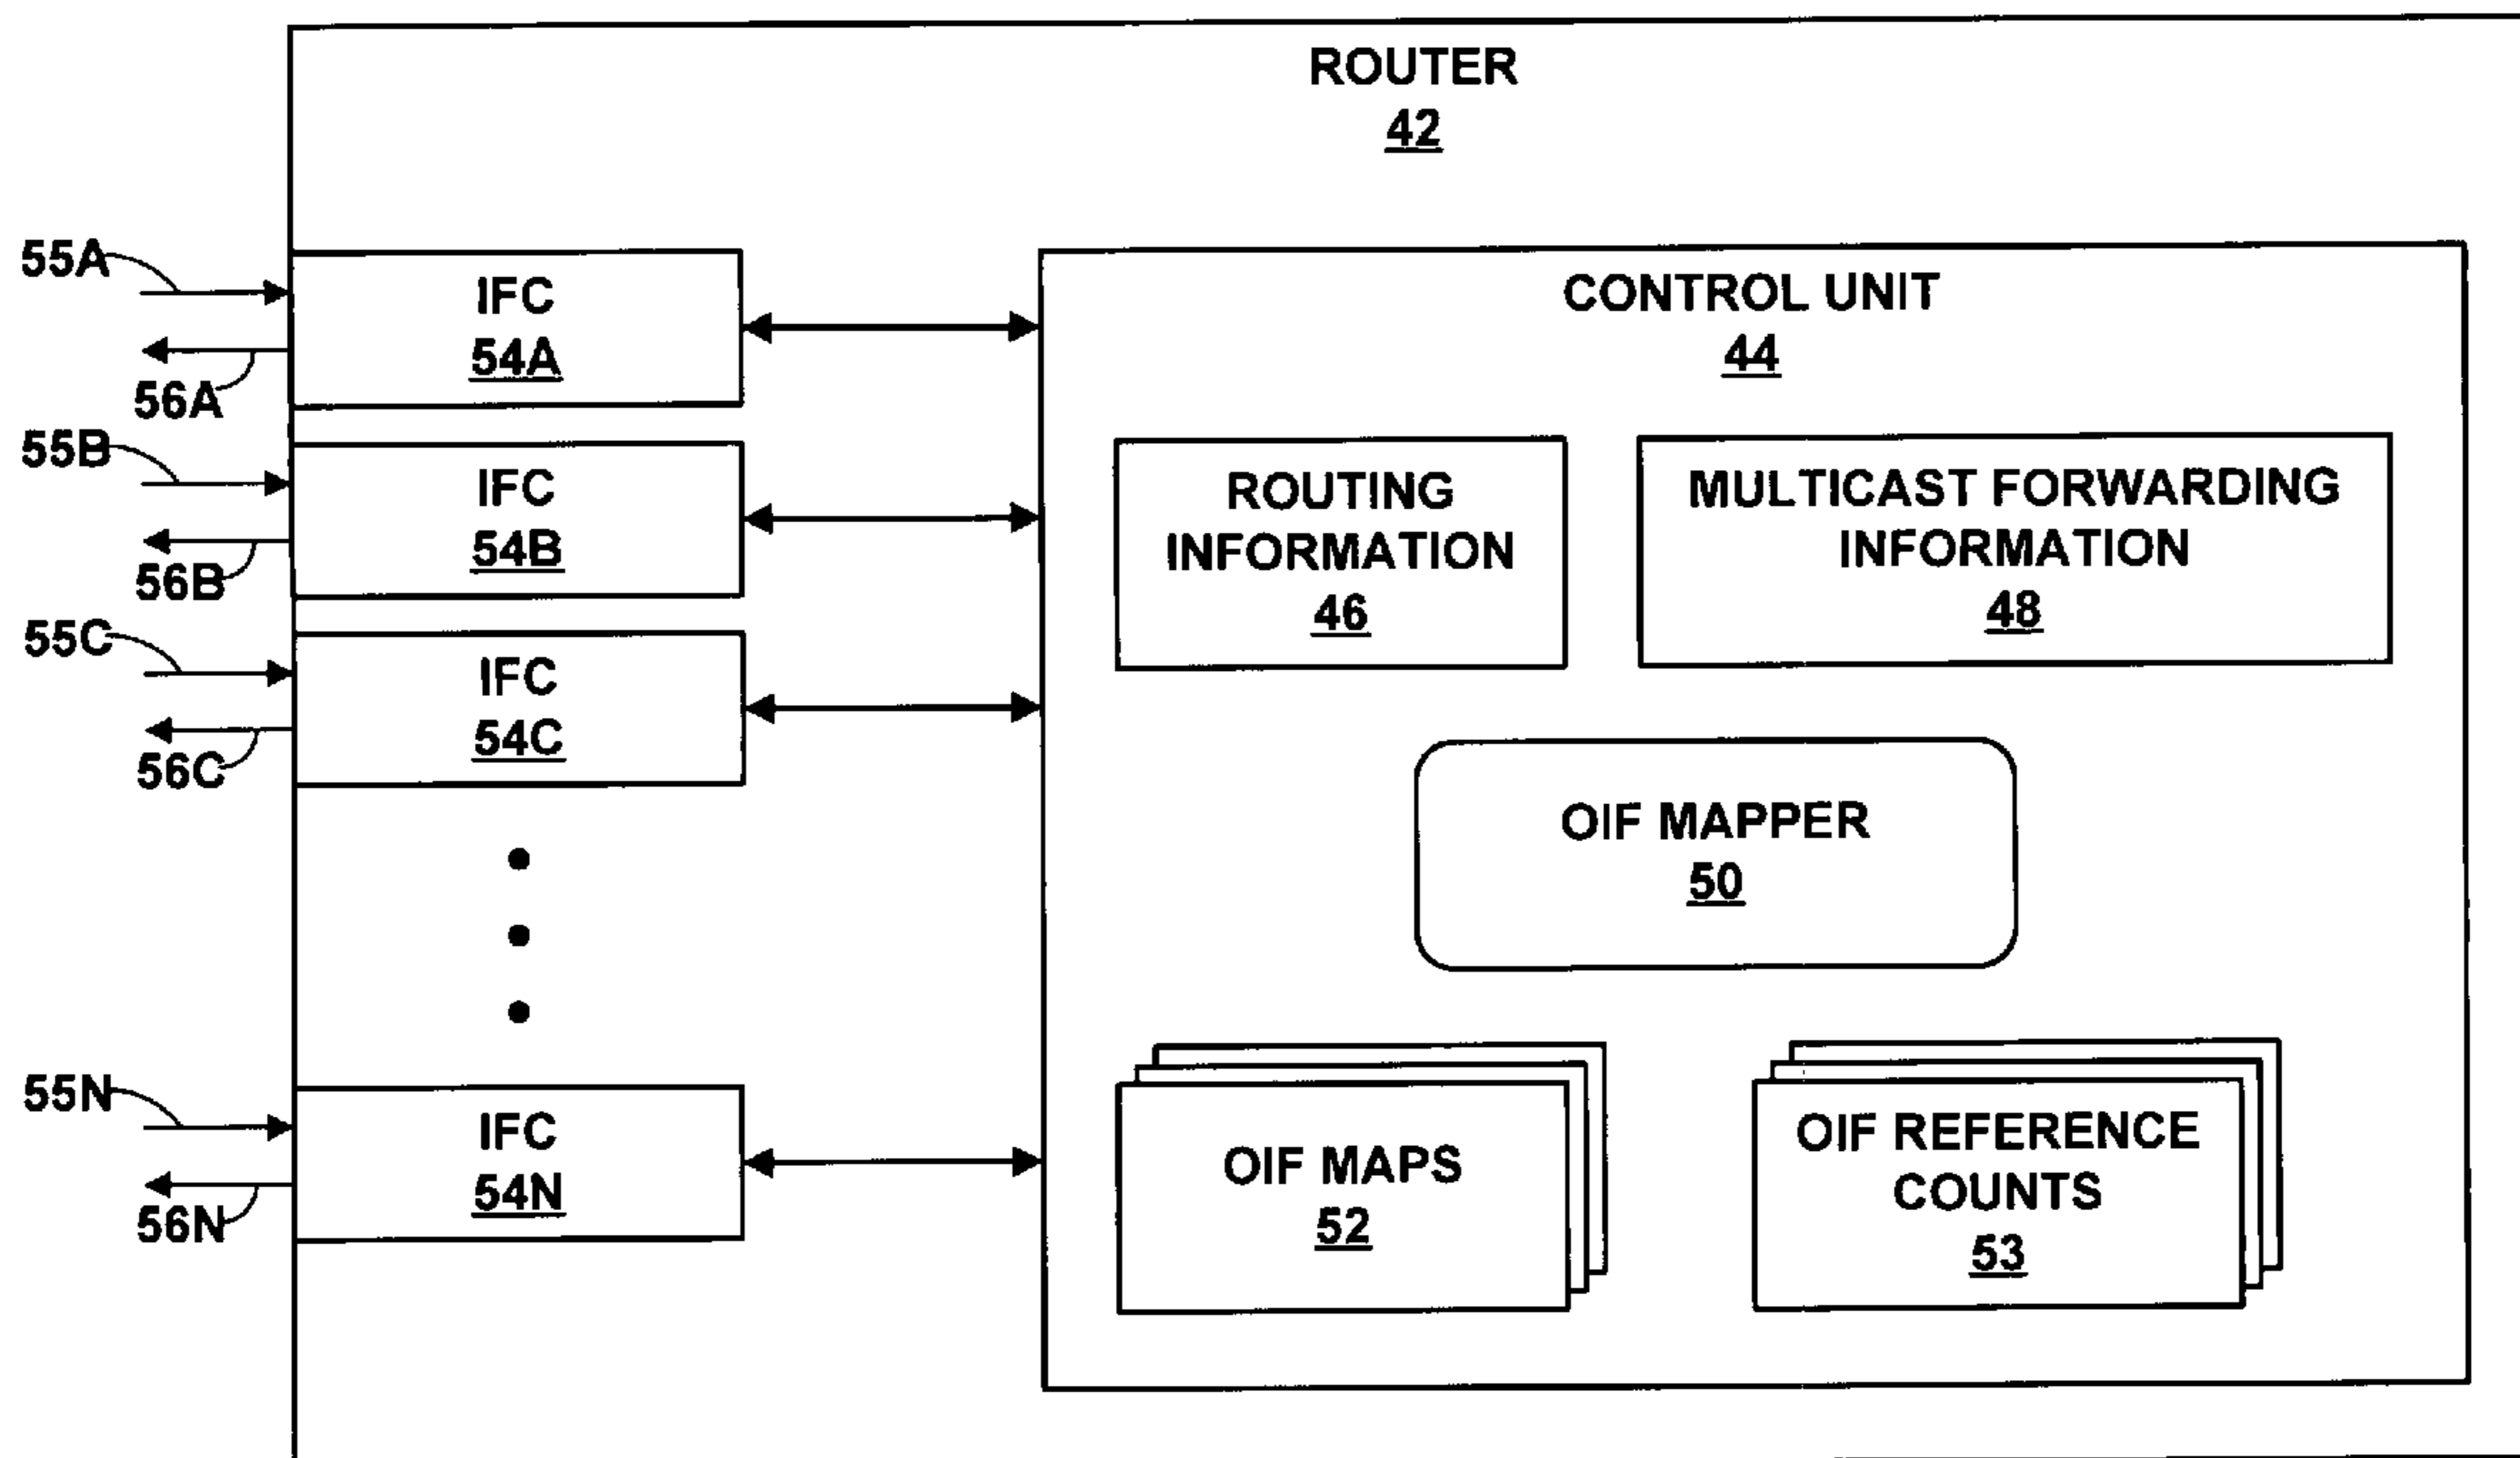 ROUTER
42
55A
IFC
54A
56A
55B
IFC
54B
56B
55C
IFC
54C
56C
55N
IFC
54N
56N
CONTROL UNIT
44
ROUTING
INFORMATION
46
MULTICAST FORWARDING
INFORMATION
48
OIF MAPPER
50
OIF MAPS
52
OIF REFERENCE
COUNTS
53